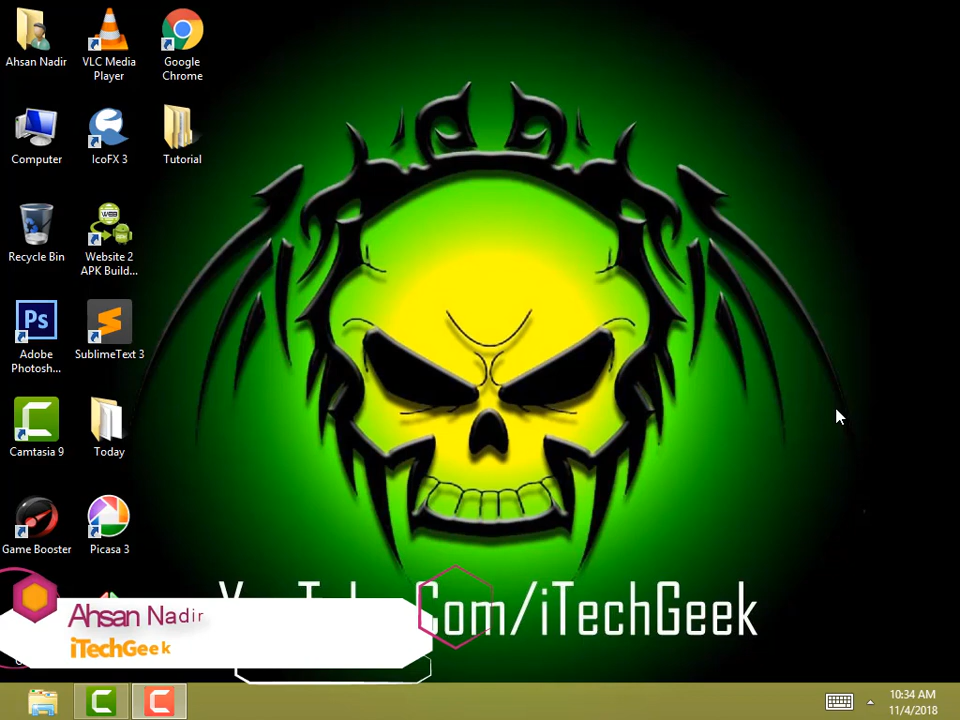 Ahsan Nadir
VLC Media
Player
Google
Chrome
Computer
IcoFX 3
Tutorial
Recycle Bin
WEB
Website 2
APK Build...
Ps
Adobe
Photosh...
SublimeText 3
Camtasia 9
Today
Game Booster
Picasa 3
Com/iTechGeek
Ahsan Nadir
iTechGeek
10:34 AM
11/4/2018